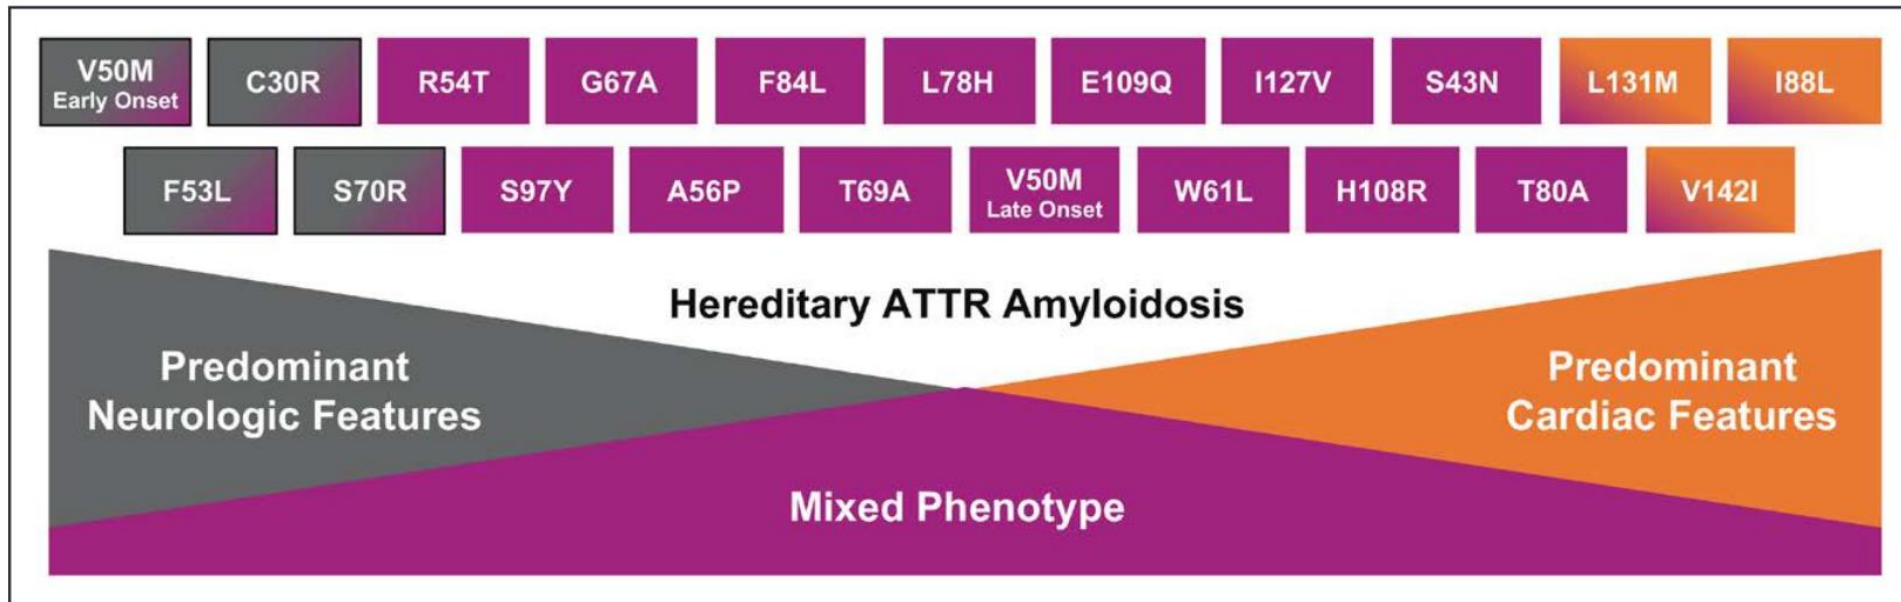 V50M
Early Onset
C30R
R54T
G67A
F84L
L78H
E109Q
I127V
S43N
L131M
I88L
F53L
S70R
S97Y
A56P
T69A
V50M
Late Onset
W61L
H108R
T80A
V142I
Hereditary ATTR Amyloidosis
Predominant
Neurologic Features
Predominant
Cardiac Features
Mixed Phenotype